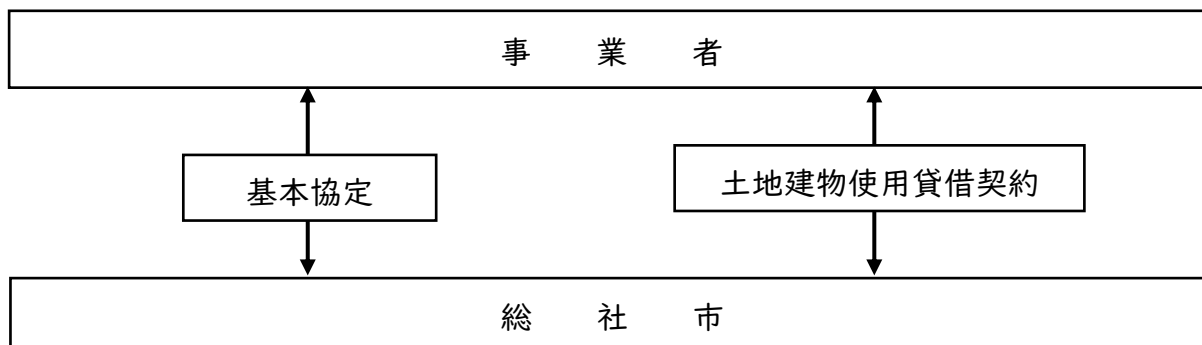 事　業　者
基本協定
土地建物使用貸借契約
総　社　市